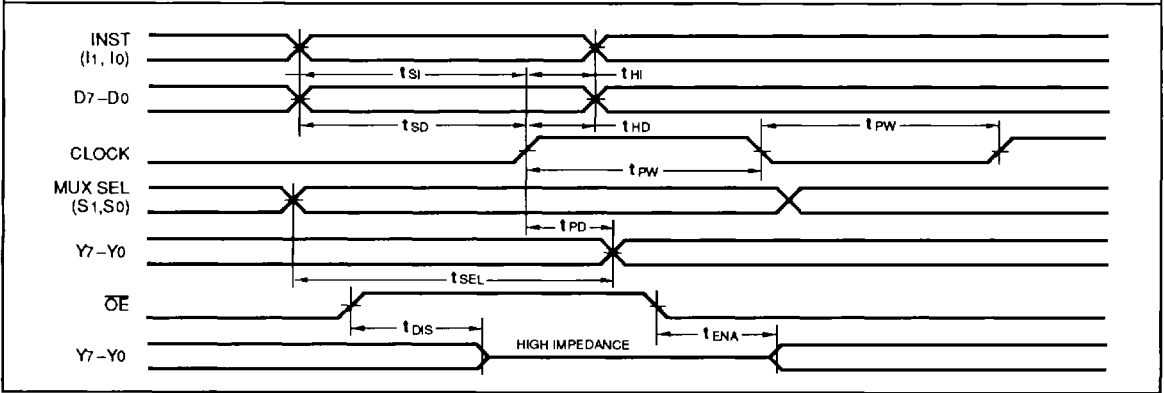 INST
(I1, I0)
tSI
tHI
D7–D0
tSD
tHD
tPW
CLOCK
tPW
MUX SEL
(S1,S0)
tPD
Y7–Y0
tSEL
OE
tDIS
tENA
Y7–Y0
HIGH IMPEDANCE